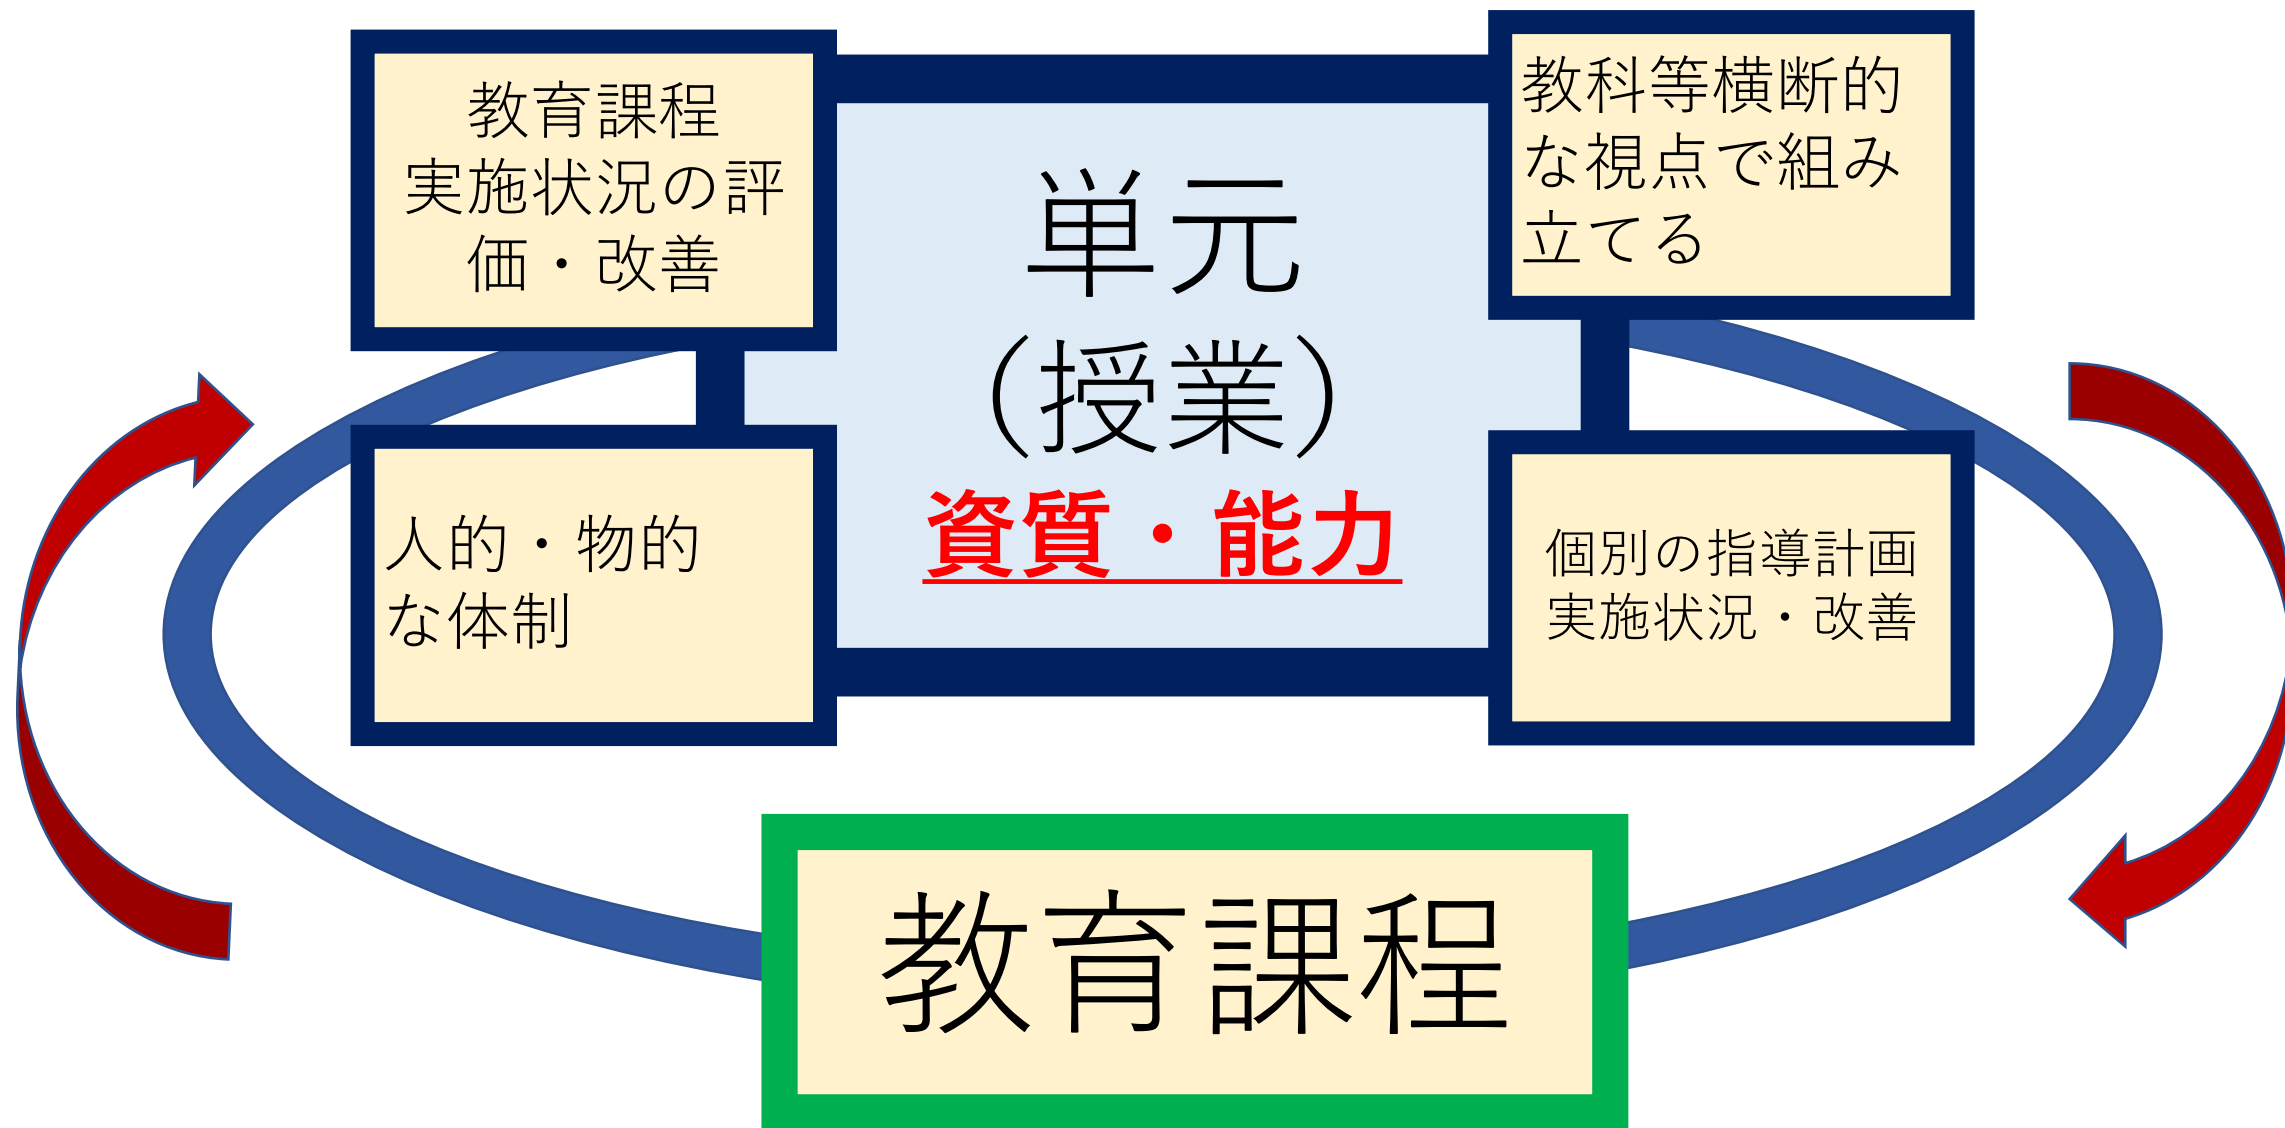 教育課程
実施状況の評
価・改善
教科等横断的
な視点で組み
立てる
単元
（授業）
資質・能力
人的・物的
な体制
個別の指導計画
実施状況・改善
教育課程